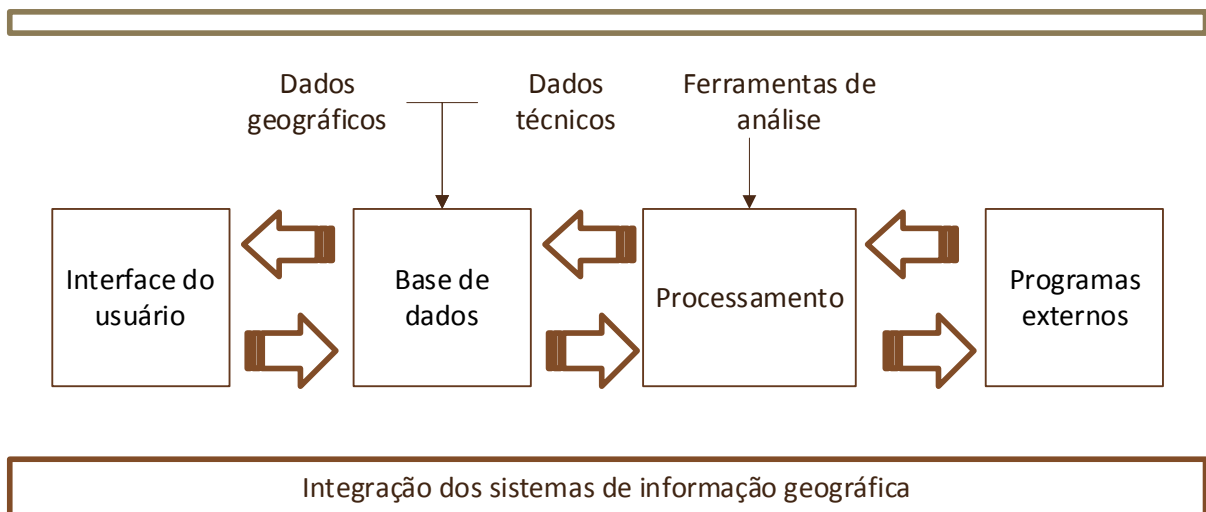 Dados
geográficos
Dados
técnicos
Ferramentas de
análise
Interface do
usuário
Base de
dados
Processamento
Programas
externos
Integração dos sistemas de informação geográfica